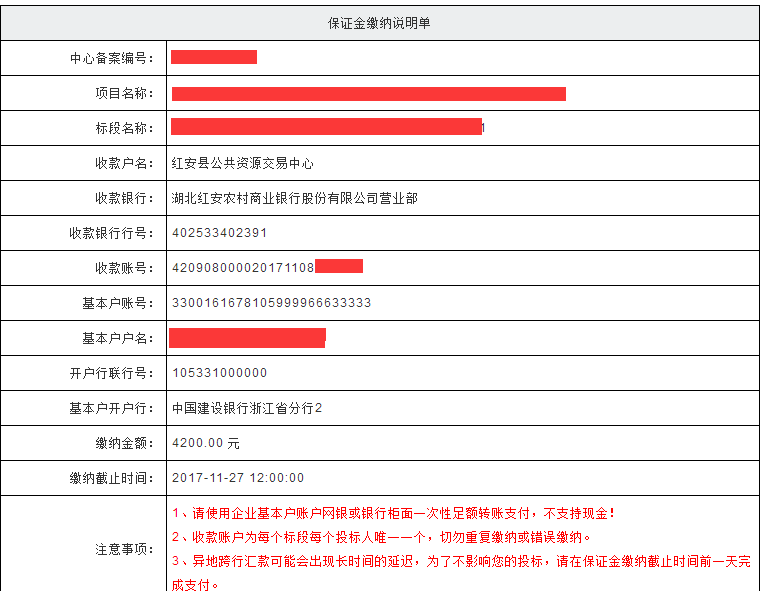 保证金缴纳说明单
中心备案编号：
项目名称：
标段名称： 1
收款户名： 红安县公共资源交易中心
收款银行： 湖北红安农村商业银行股份有限公司营业部
收款银行行号： 402533402391
收款账号： 420908000020171108
基本户账号： 3300161678105999966633333
基本户户名：
开户行联行号： 105331000000
基本户开户行： 中国建设银行浙江省分行2
缴纳金额： 4200.00 元
缴纳截止时间： 2017-11-27 12:00:00
注意事项：
1、请使用企业基本户账户网银或银行柜面一次性足额转账支付，不支持现金！
2、收款账户为每个标段每个投标人唯一一个，切勿重复缴纳或错误缴纳。
3、异地跨行汇款可能会出现长时间的延迟，为了不影响您的投标，请在保证金缴纳截止时间前一天完
成支付。